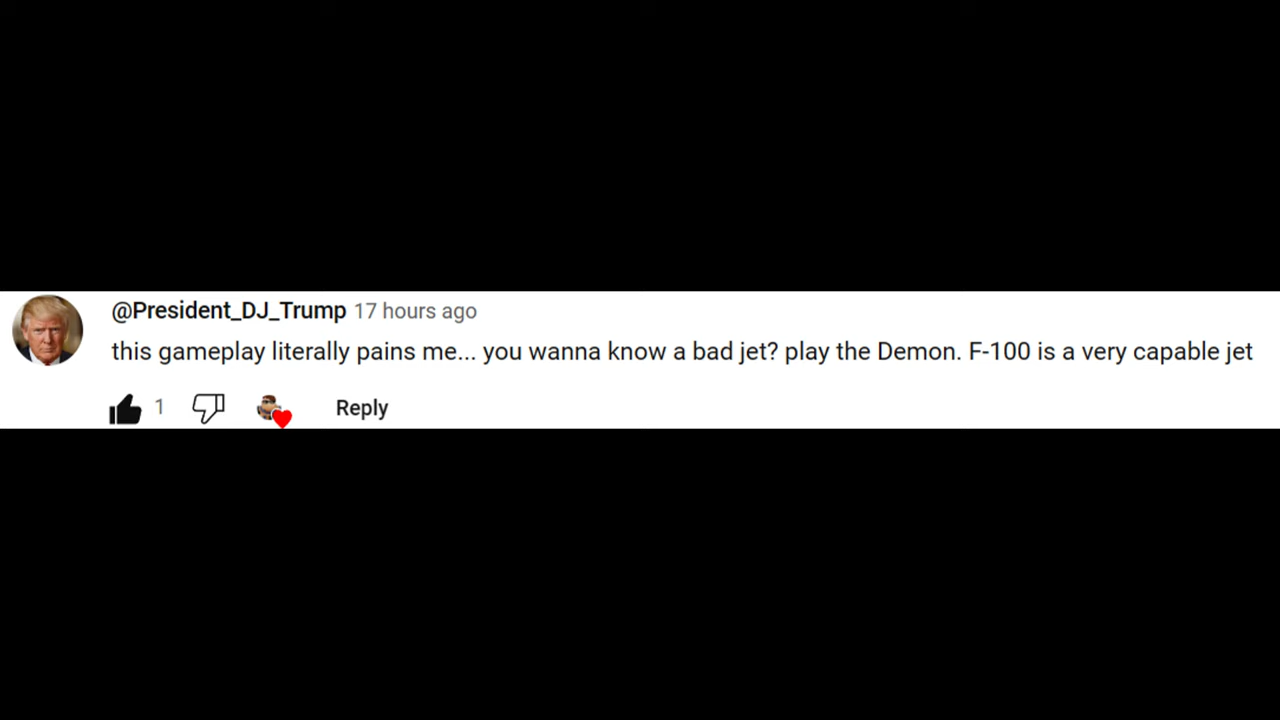 @President_DJ_Trump 17 hours ago
this gameplay literally pains me... you wanna know a bad jet? play the Demon. F-100 is a very capable jet
1 Reply